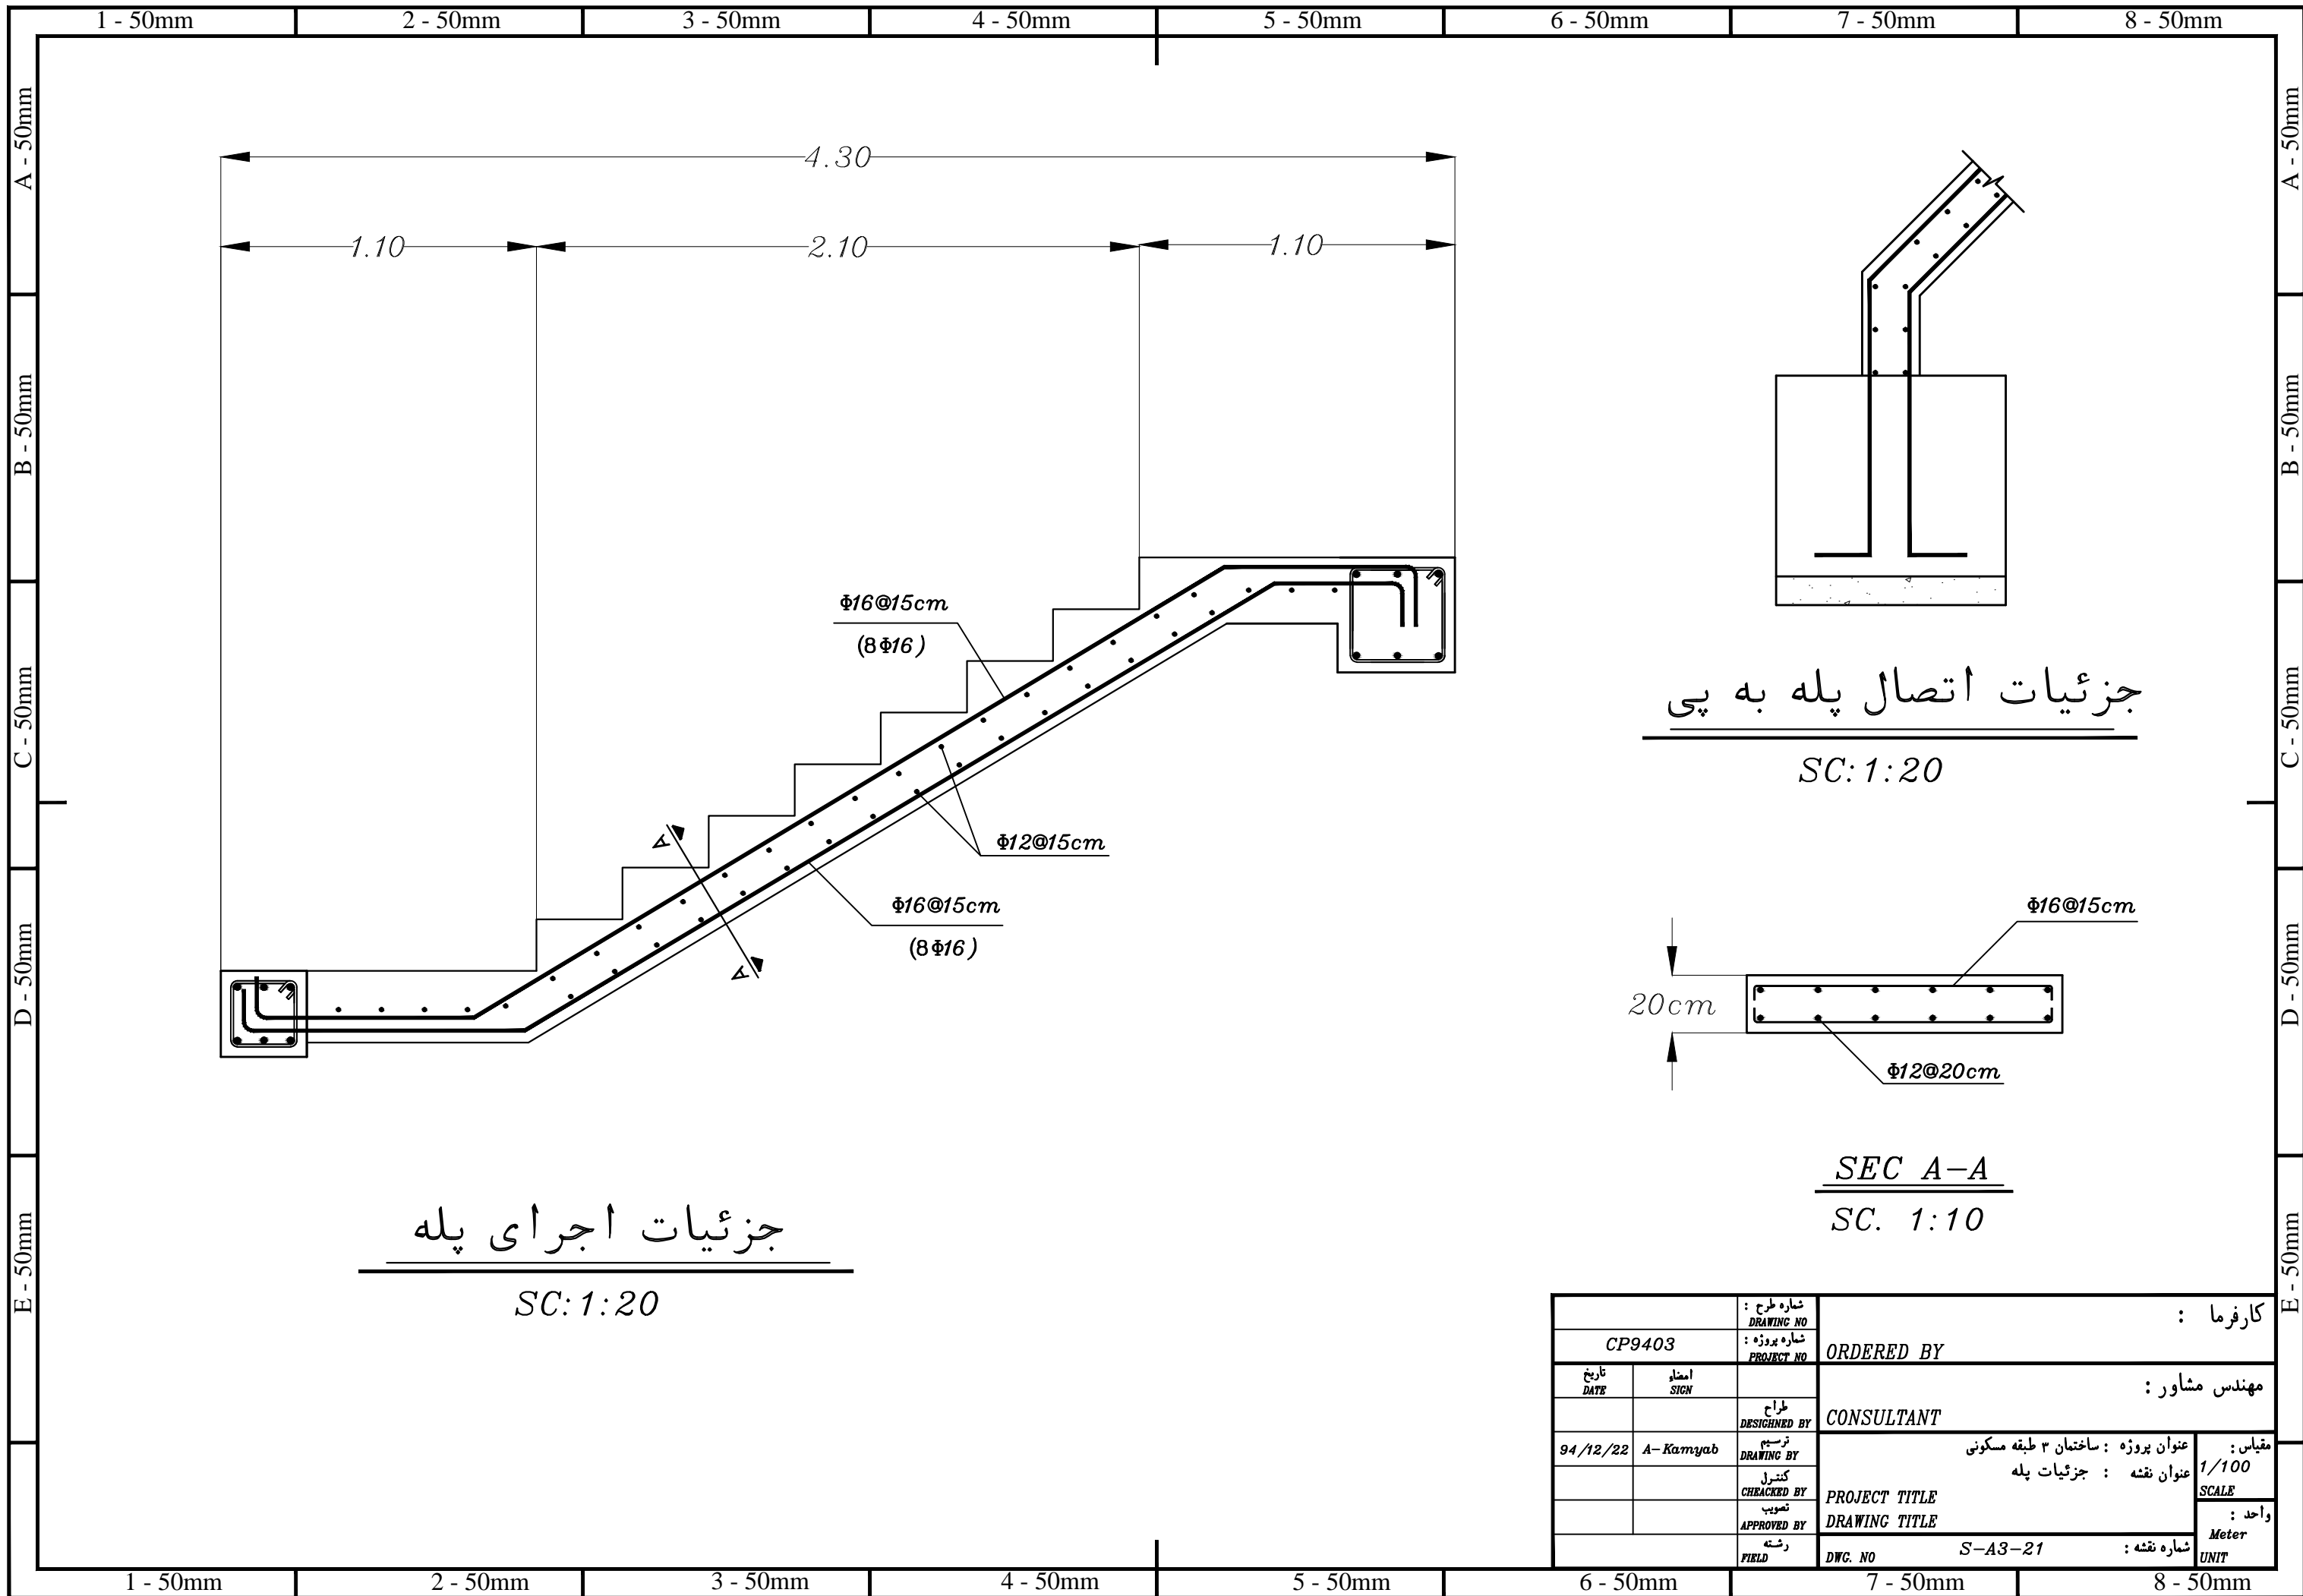 1 - 50mm 2 - 50mm 3 - 50mm 4 - 50mm 5 - 50mm 6 - 50mm 7 - 50mm 8 - 50mm
A - 50mm
B - 50mm
C - 50mm
D - 50mm
E - 50mm
4.30
1.10 2.10 1.10
Φ16@15cm
(8Φ16)
Φ12@15cm
Φ16@15cm
(8Φ16)
A
A
جزئیات اجرای پله
SC:1:20
جزئیات اتصال پله به پی
SC:1:20
Φ16@15cm
20cm
Φ12@20cm
SEC A-A
SC. 1:10
شماره طرح :
DRAWING NO
CP9403
شماره پروژه :
PROJECT NO
کارفرما :
ORDERED BY
تاریخ
DATE
امضاء
SIGN
مهندس مشاور :
CONSULTANT
طراح
DESIGHNED BY
94/12/22 A-Kamyab
ترسیم
DRAWING BY
کنترل
CHEACKED BY
تصویب
APPROVED BY
رشته
FIELD
عنوان پروژه : ساختمان ۳ طبقه مسکونی
عنوان نقشه : جزئیات پله
PROJECT TITLE
DRAWING TITLE
مقیاس :
1/100
SCALE
واحد :
Meter
UNIT
DWG. NO S-A3-21 شماره نقشه :
A - 50mm
B - 50mm
C - 50mm
D - 50mm
E - 50mm
1 - 50mm 2 - 50mm 3 - 50mm 4 - 50mm 5 - 50mm 6 - 50mm 7 - 50mm 8 - 50mm